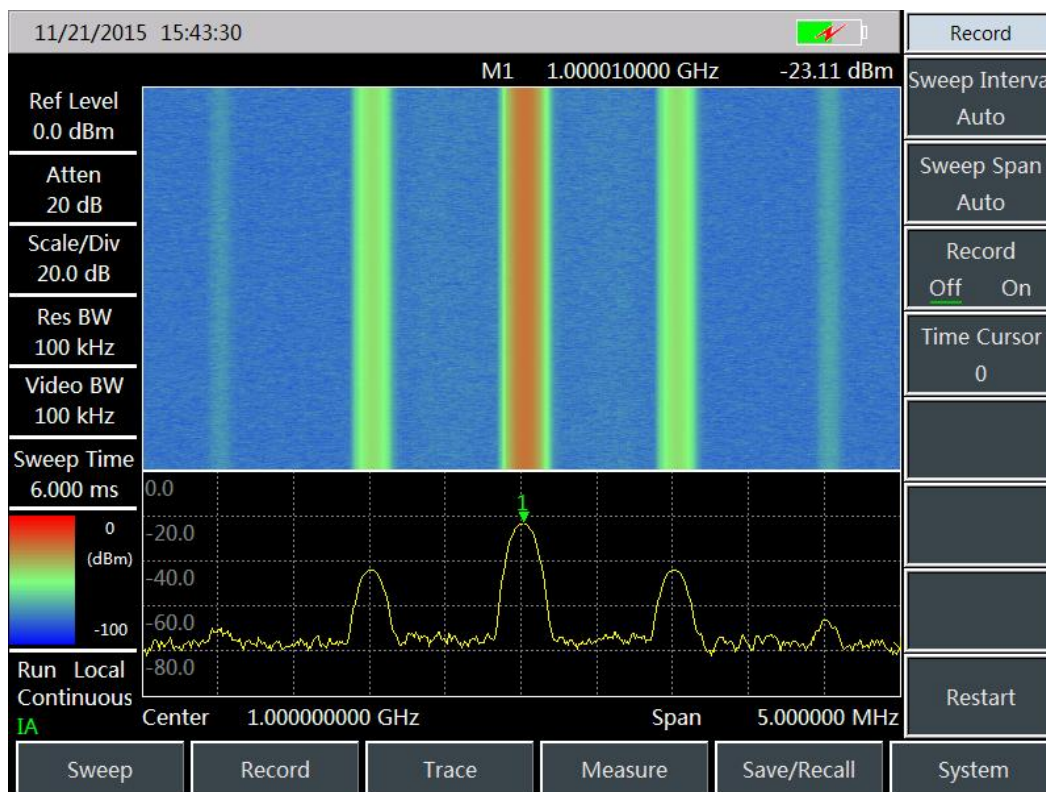 11/21/2015 15:43:30
M1 1.000010000 GHz -23.11 dBm
Ref Level
0.0 dBm
Atten
20 dB
Scale/Div
20.0 dB
Res BW
100 kHz
Video BW
100 kHz
Sweep Time
6.000 ms
0
(dBm)
-100
Run Local
Continuous
IA
0.0
-20.0
-40.0
-60.0
-80.0
1
Center 1.000000000 GHz Span 5.000000 MHz
Record
Sweep Interva
Auto
Sweep Span
Auto
Record
Off On
Time Cursor
0
Restart
Sweep Record Trace Measure Save/Recall System